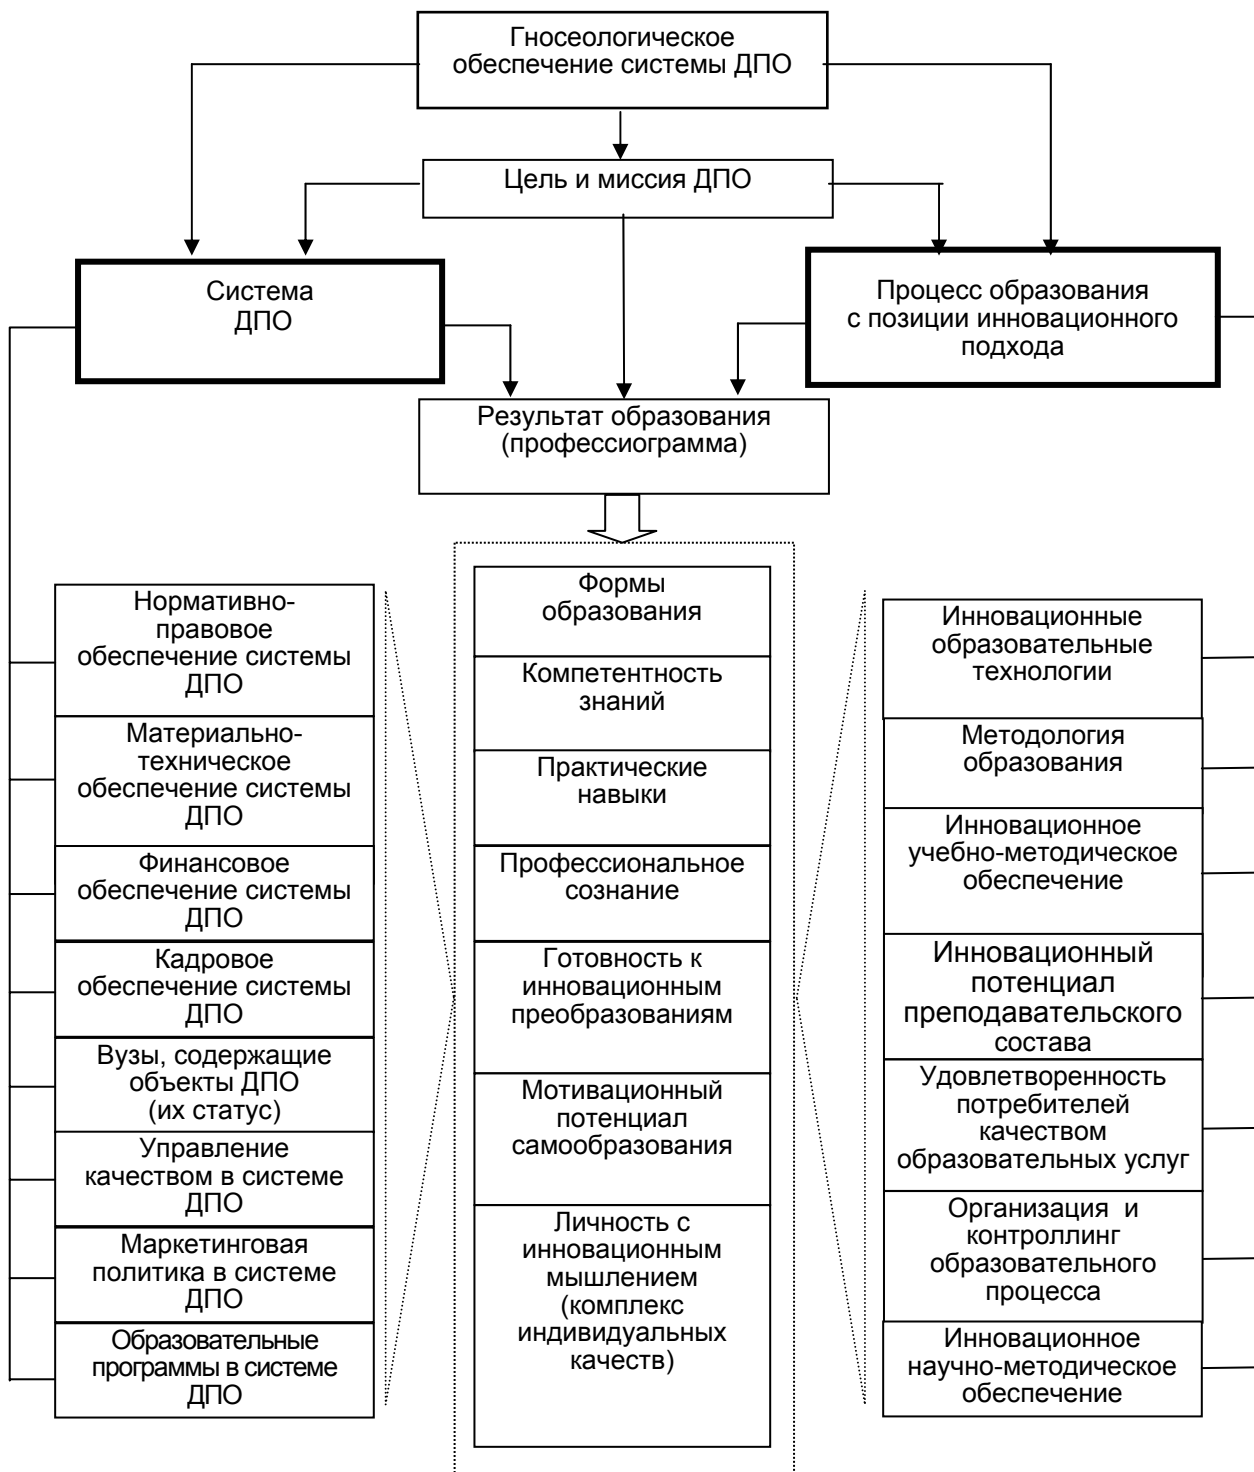 Гносеологическое
обеспечение системы ДПО
Цель и миссия ДПО
Система
ДПО
Процесс образования
с позиции инновационного
подхода
Результат образования
(профессиограмма)
Нормативно-
правовое
обеспечение системы
ДПО
Материально-
техническое
обеспечение системы
ДПО
Финансовое
обеспечение системы
ДПО
Кадровое
обеспечение системы
ДПО
Вузы, содержащие
объекты ДПО
(их статус)
Управление
качеством в системе
ДПО
Маркетинговая
политика в системе
ДПО
Образовательные
программы в системе
ДПО
Формы
образования
Компетентность
знаний
Практические
навыки
Профессиональное
сознание
Готовность к
инновационным
преобразованиям
Мотивационный
потенциал
самообразования
Личность с
инновационным
мышлением
(комплекс
индивидуальных
качеств)
Инновационные
образовательные
технологии
Методология
образования
Инновационное
учебно-методическое
обеспечение
Инновационный
потенциал
преподавательского
состава
Удовлетворенность
потребителей
качеством
образовательных услуг
Организация и
контроллинг
образовательного
процесса
Инновационное
научно-методическое
обеспечение